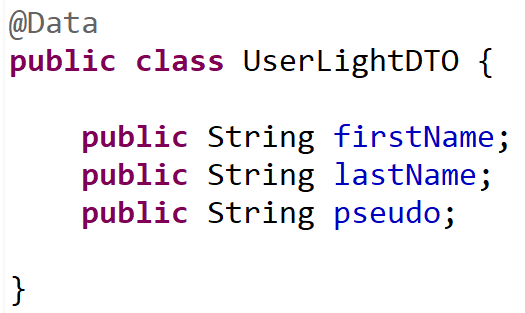 @Data
public class UserLightDTO {
    public String firstName;
    public String lastName;
    public String pseudo;
}